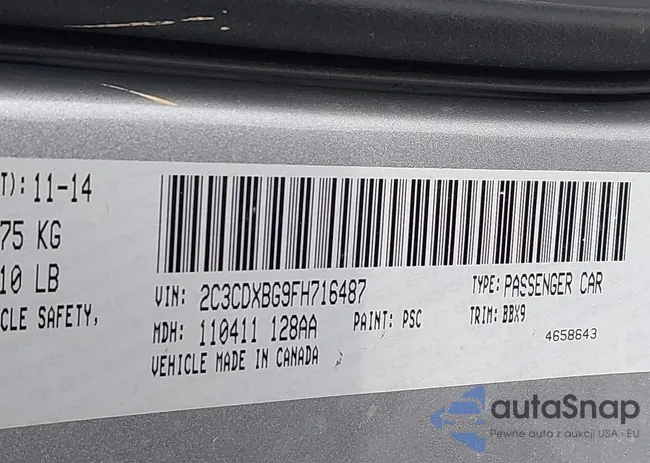 T): 11-14
75 KG
10 LB
CLE SAFETY,
VIN: 2C3CDXBG9FH716487
TYPE: PASSENGER CAR
MDH: 110411 128AA
PAINT: PSC
TRIM: BBX9
VEHICLE MADE IN CANADA
4658643
autaSnap
Pewne auta z aukcji USA i EU